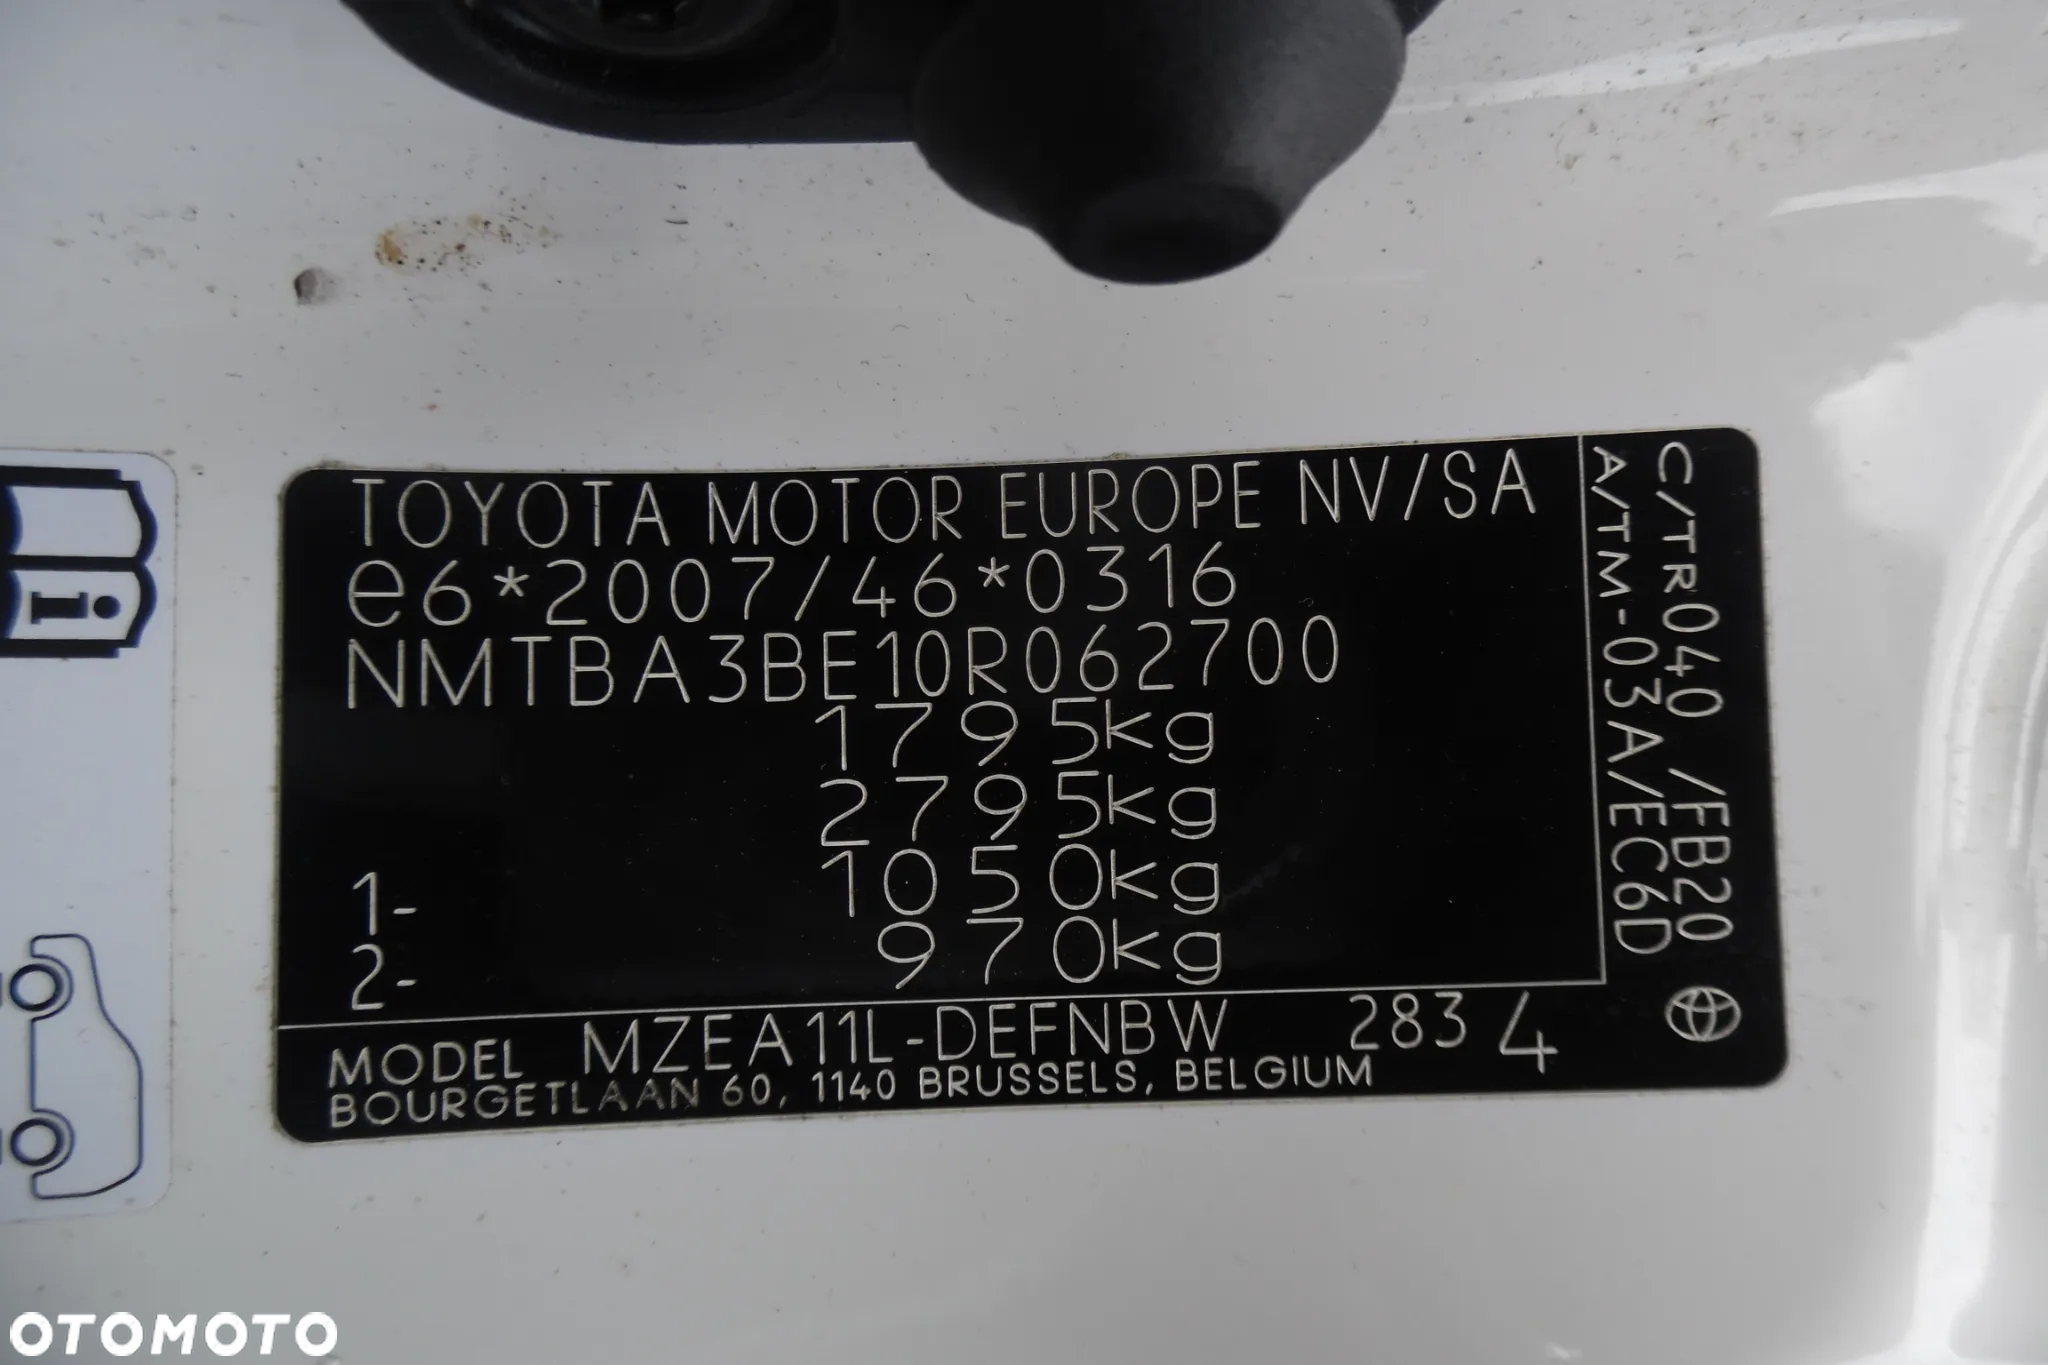 TOYOTA MOTOR EUROPE NV/SA
e6*2007/46*0316
NMTBA3BE10R062700
1795kg
2795kg
1- 1050kg
2- 970kg
C/TR040 /FB20
A/TM-03A/EC6D
MODEL MZEA11L-DEFNBW 283 4
BOURGETLAAN 60, 1140 BRUSSELS, BELGIUM
i
OTOMOTO